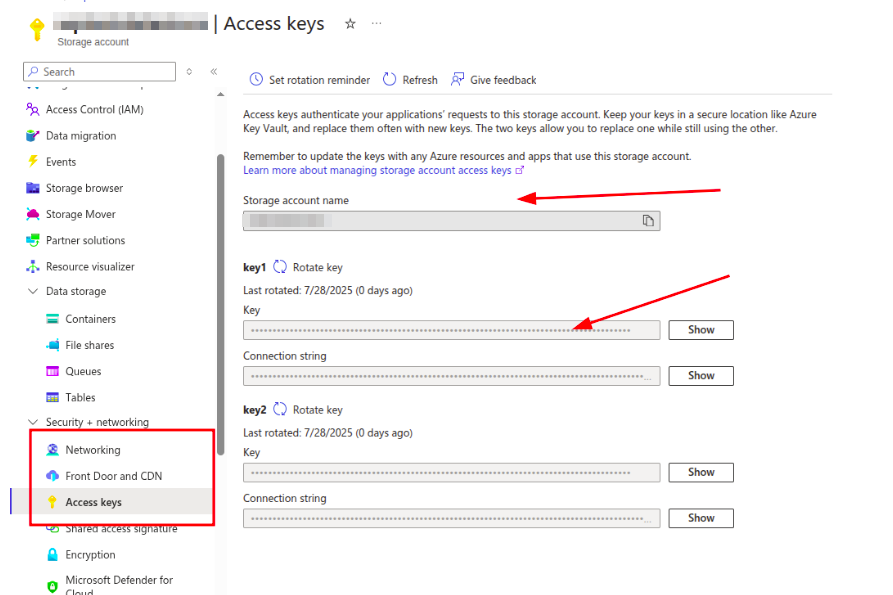 | Access keys
Storage account
Search
Set rotation reminder
Refresh
Give feedback
Access Control (IAM)
Data migration
Events
Storage browser
Storage Mover
Partner solutions
Resource visualizer
Data storage
Containers
File shares
Queues
Tables
Security + networking
Networking
Front Door and CDN
Access keys
Shared access signature
Encryption
Microsoft Defender for
Cloud
Access keys authenticate your applications' requests to this storage account. Keep your keys in a secure location like Azure
Key Vault, and replace them often with new keys. The two keys allow you to replace one while still using the other.
Remember to update the keys with any Azure resources and apps that use this storage account.
Learn more about managing storage account access keys
Storage account name
key1 Rotate key
Last rotated: 7/28/2025 (0 days ago)
Key
Show
Connection string
Show
key2 Rotate key
Last rotated: 7/28/2025 (0 days ago)
Key
Show
Connection string
Show